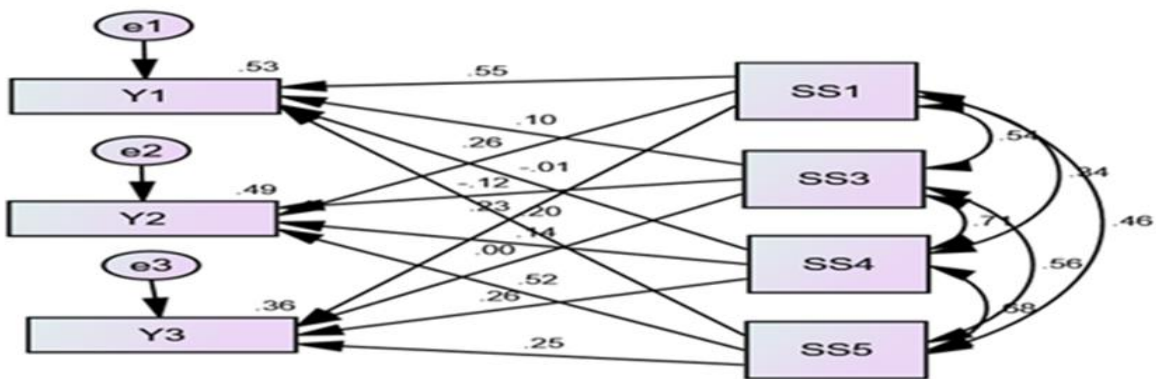 e1
.53
.55
SS1
Y1
.10
.54
e2
.26
-.01
.34
.49
-.12
SS3
Y2
.23
.20
.71
.46
.14
e3
.00
SS4
.56
.52
.36
.26
.68
Y3
.25
SS5